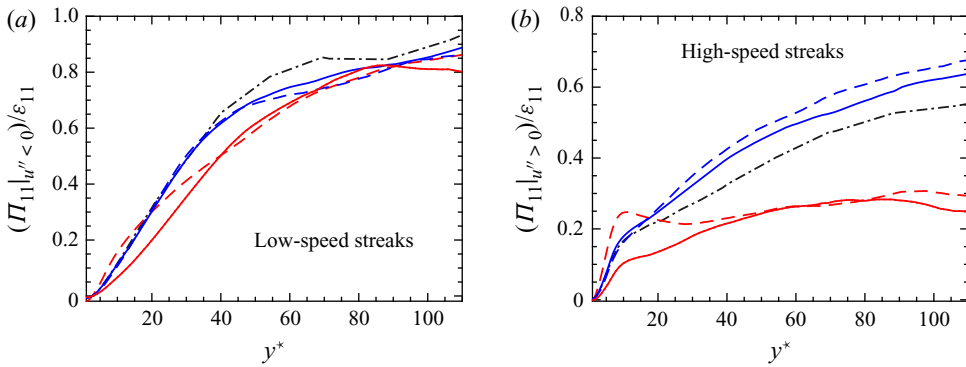 (a)
1.0
0.8
0.6
0.4
0.2
0
20 40 60 80 100
y⋆
(Π₁₁|u″ < 0)/ε₁₁
Low-speed streaks
(b)
0.8
0.6
0.4
0.2
0
20 40 60 80 100
y⋆
(Π₁₁|u″ > 0)/ε₁₁
High-speed streaks